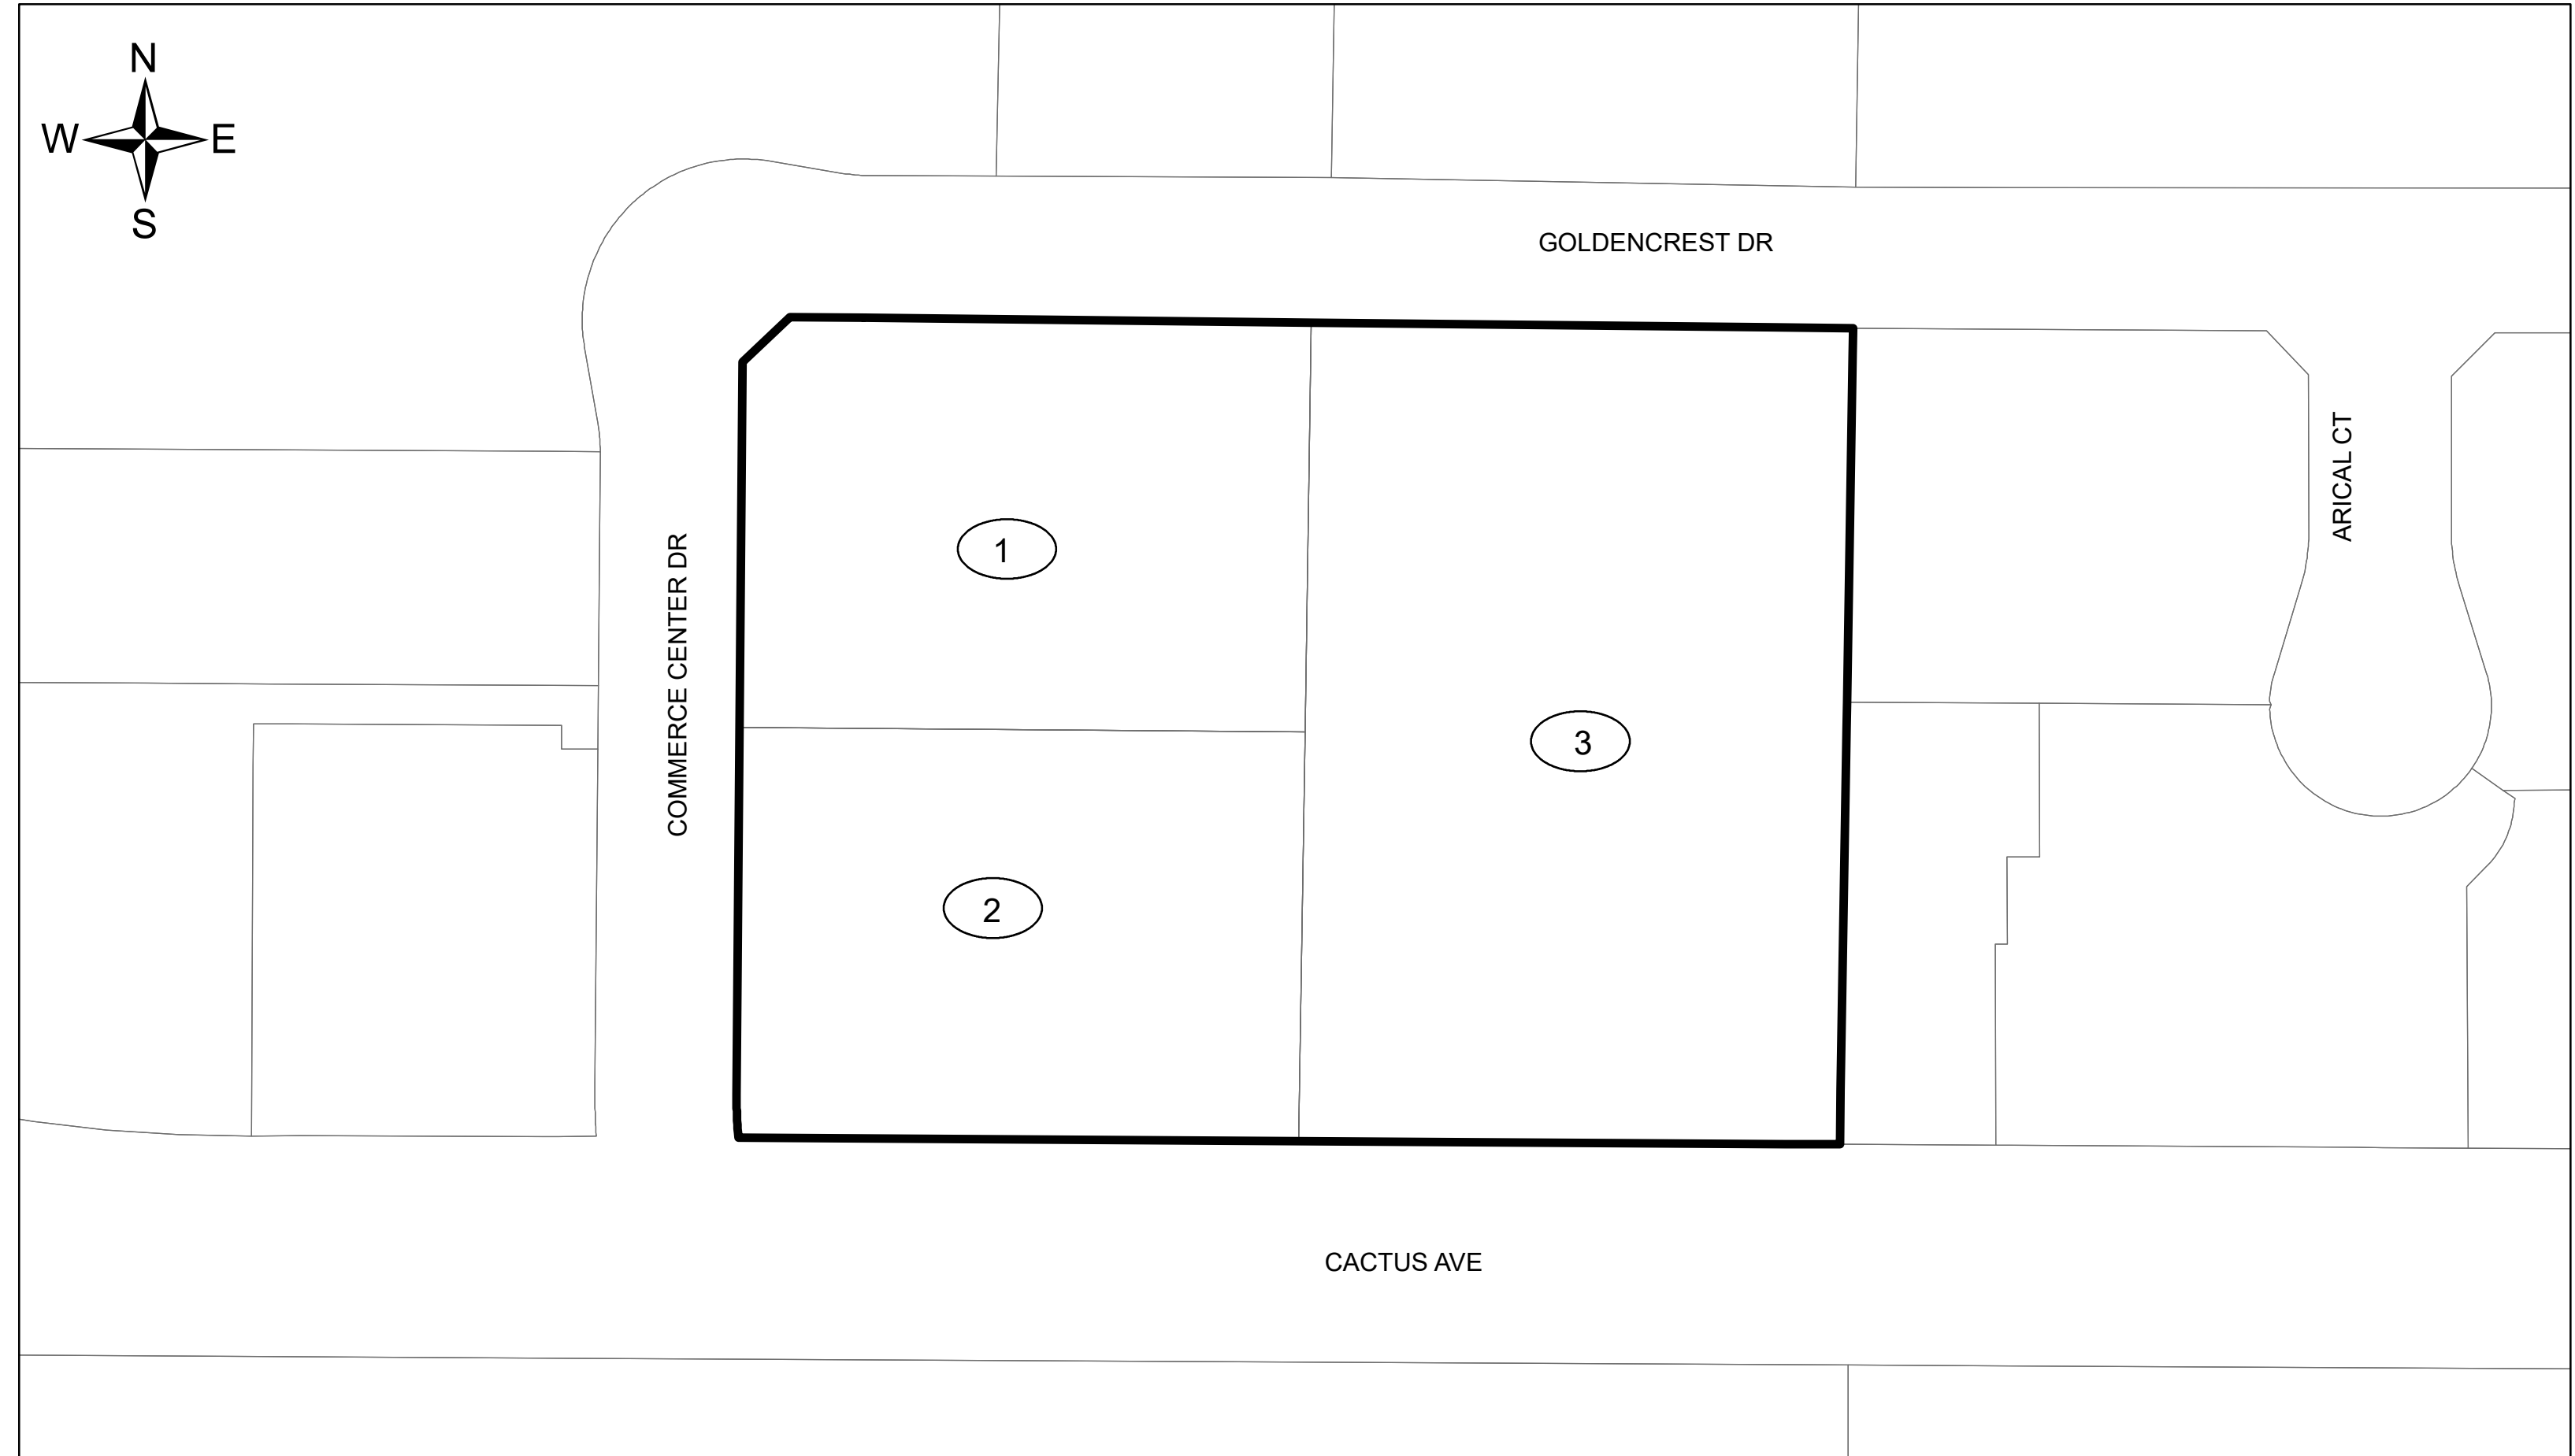 N
W E
S
GOLDENCREST DR
ARICAL CT
COMMERCE CENTER DR
1
3
2
CACTUS AVE